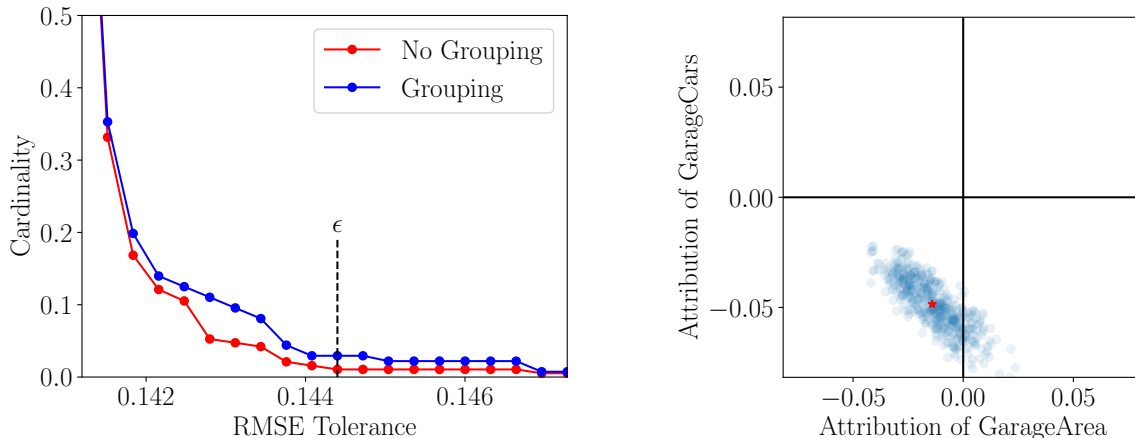 0.5
0.4
0.3
0.2
0.1
0.0
Cardinality
No Grouping
Grouping
ϵ
0.142
0.144
0.146
RMSE Tolerance
Attribution of GarageCars
0.05
0.00
−0.05
−0.05
0.00
0.05
Attribution of GarageArea